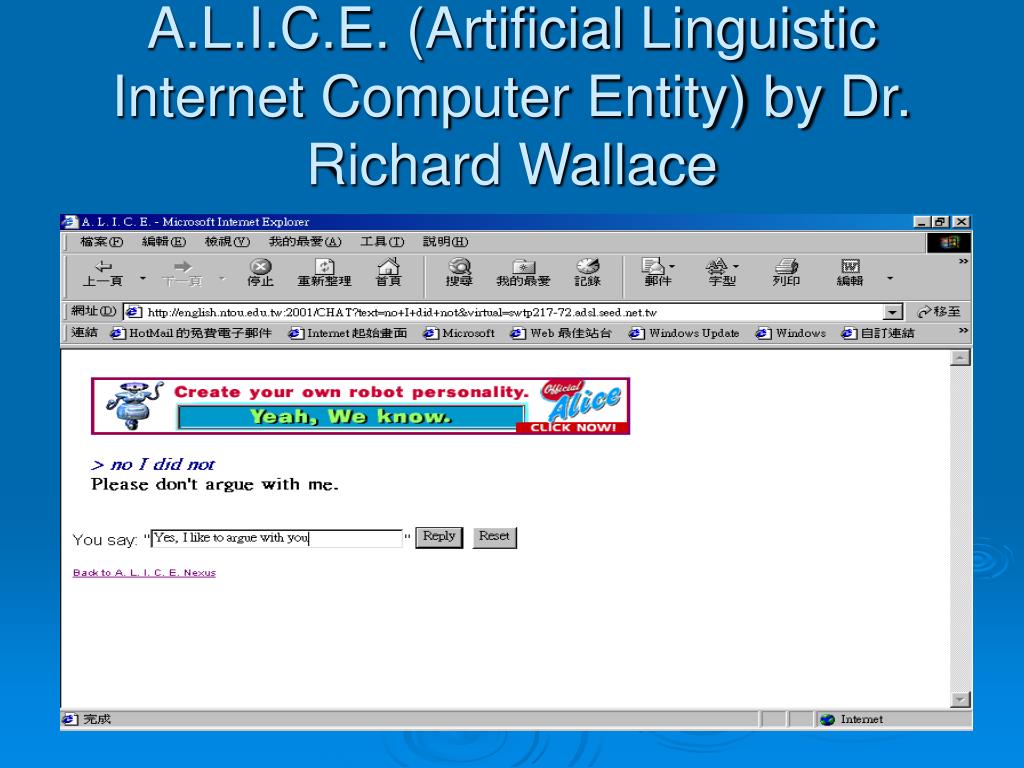 A.L.I.C.E. (Artificial Linguistic
Internet Computer Entity) by Dr.
Richard Wallace
A. L. I. C. E. - Microsoft Internet Explorer
檔案(F) 編輯(E) 檢視(V) 我的最愛(A) 工具(T) 說明(H)
上一頁 下一頁 停止 重新整理 首頁 搜尋 我的最愛 記錄 郵件 字型 列印 編輯
網址(D) http://english.ntou.edu.tw:2001/CHAT?text=no+I+did+not&virtual=swtp217-72.adsl.seed.net.tw 移至
連結 HotMail 的免費電子郵件 Internet 起始畫面 Microsoft Web 最佳站台 Windows Update Windows 自訂連結
Create your own robot personality.
Yeah, We know.
Official
Alice
CLICK NOW!
> no I did not
Please don't argue with me.
You say: "Yes, I like to argue with you" Reply Reset
Back to A. L. I. C. E. Nexus
完成 Internet